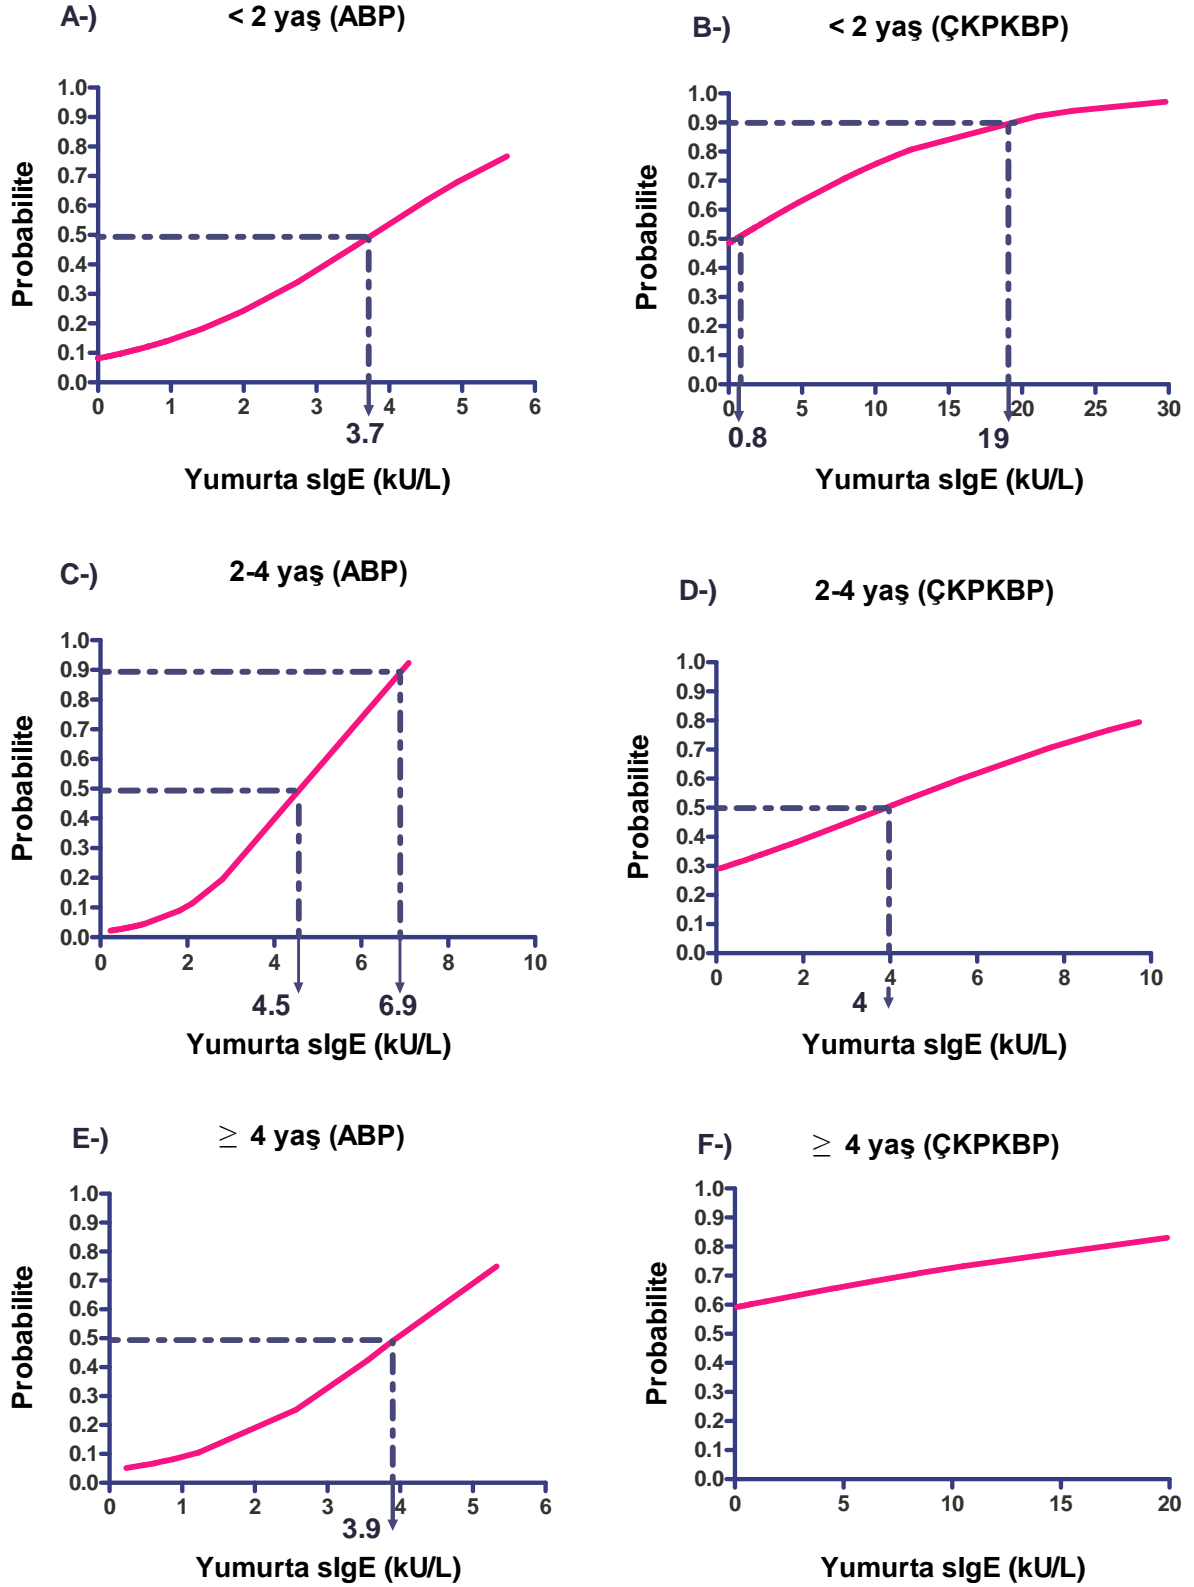 A-) < 2 yaş (ABP)
Probabilite
1.0
0.9
0.8
0.7
0.6
0.5
0.4
0.3
0.2
0.1
0.0
0 1 2 3 4 5 6
3.7
Yumurta sIgE (kU/L)
B-) < 2 yaş (ÇKPKBP)
Probabilite
1.0
0.9
0.8
0.7
0.6
0.5
0.4
0.3
0.2
0.1
0.0
0 5 10 15 20 25 30
0.8 19
Yumurta sIgE (kU/L)
C-) 2-4 yaş (ABP)
Probabilite
1.0
0.9
0.8
0.7
0.6
0.5
0.4
0.3
0.2
0.1
0.0
0 2 4 6 8 10
4.5 6.9
Yumurta sIgE (kU/L)
D-) 2-4 yaş (ÇKPKBP)
Probabilite
1.0
0.9
0.8
0.7
0.6
0.5
0.4
0.3
0.2
0.1
0.0
0 2 4 6 8 10
4
Yumurta sIgE (kU/L)
E-) ≥ 4 yaş (ABP)
Probabilite
1.0
0.9
0.8
0.7
0.6
0.5
0.4
0.3
0.2
0.1
0.0
0 1 2 3 4 5 6
3.9
Yumurta sIgE (kU/L)
F-) ≥ 4 yaş (ÇKPKBP)
Probabilite
1.0
0.9
0.8
0.7
0.6
0.5
0.4
0.3
0.2
0.1
0.0
0 5 10 15 20
Yumurta sIgE (kU/L)